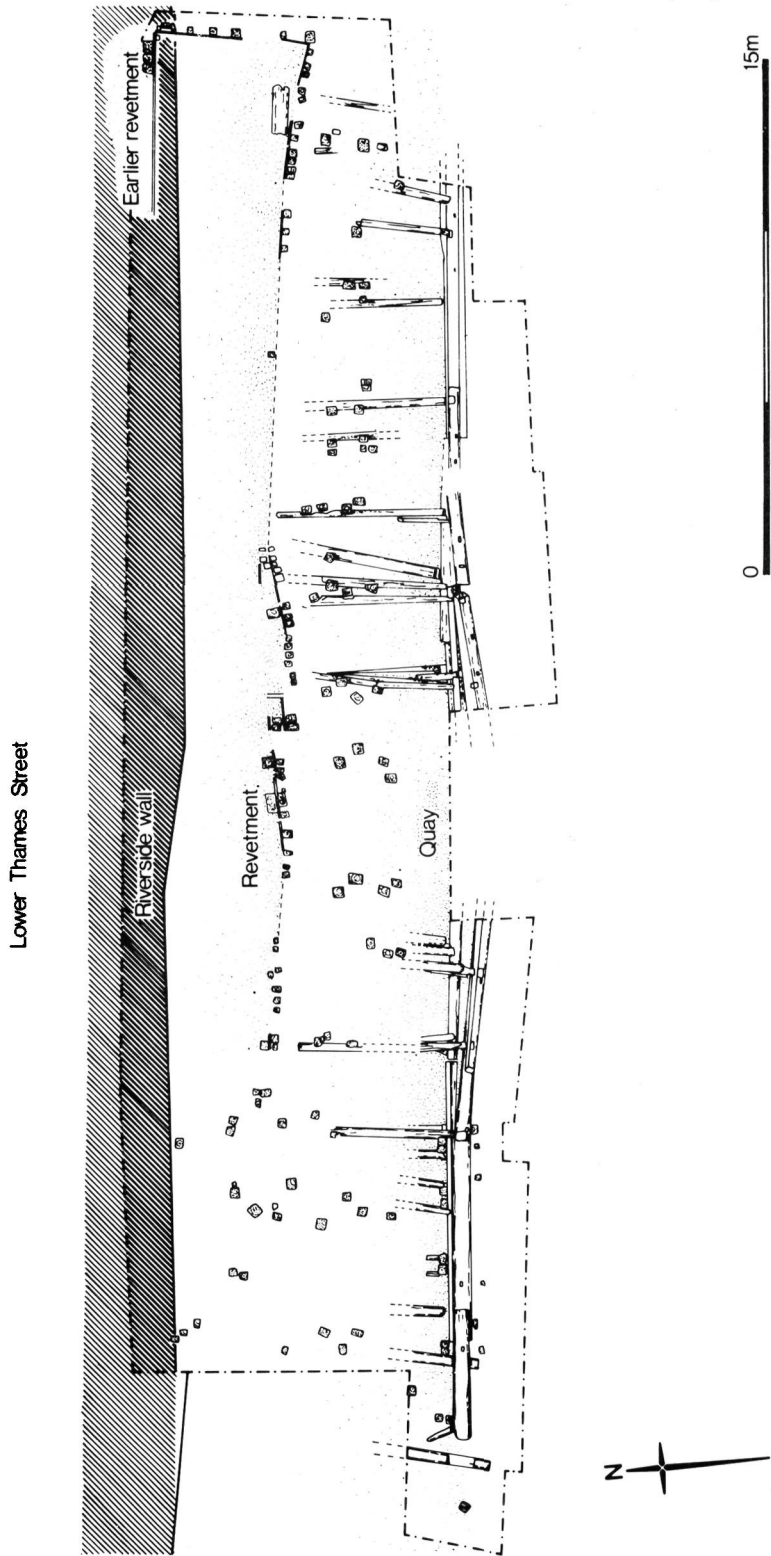 Lower Thames Street
Riverside wall
Earlier revetment
Revetment
Quay
N
0
15m